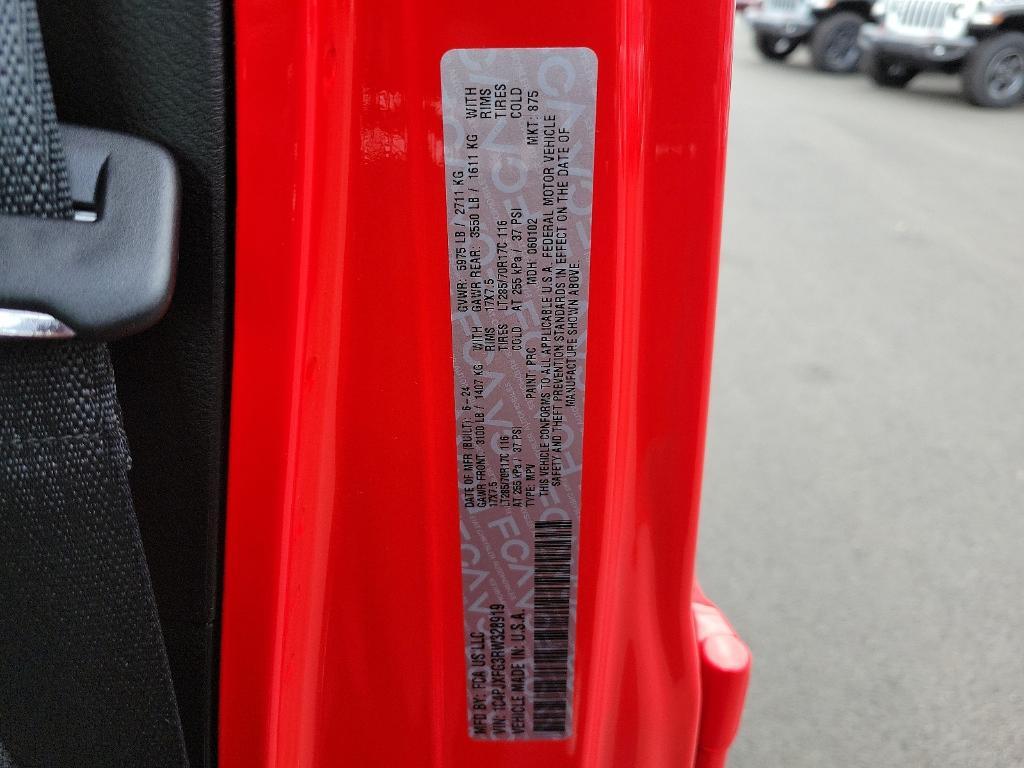 MFD BY: FCA US LLC
VIN: 1C4PJXFG3RW328919
VEHICLE MADE IN: U.S.A.
DATE OF MFR (BUILT): 6-24 GVWR: 5975 LB / 2711 KG
GAWR FRONT: 3100 LB / 1407 KG WITH GAWR REAR: 3550 LB / 1611 KG WITH
17X7.5 RIMS 17X7.5 RIMS
LT285/70R17C 116 TIRES LT285/70R17C 116 TIRES
AT 255 kPa / 37 PSI COLD AT 255 kPa / 37 PSI COLD
TYPE: MPV PAINT: PRC MDH: 060102 MKT: 875
THIS VEHICLE CONFORMS TO ALL APPLICABLE U.S.A. FEDERAL MOTOR VEHICLE
SAFETY AND THEFT PREVENTION STANDARDS IN EFFECT ON THE DATE OF
MANUFACTURE SHOWN ABOVE.